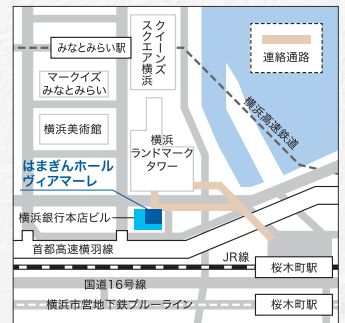 クイーンズ
スクエア横浜
みなとみらい駅
連絡通路
マークイズ
みなとみらい
横浜高速鉄道
横浜美術館
横浜
ランドマーク
タワー
はまぎんホール
ヴィアマーレ
横浜銀行本店ビル
首都高速横羽線
JR線
桜木町駅
国道16号線
横浜市営地下鉄ブルーライン
桜木町駅